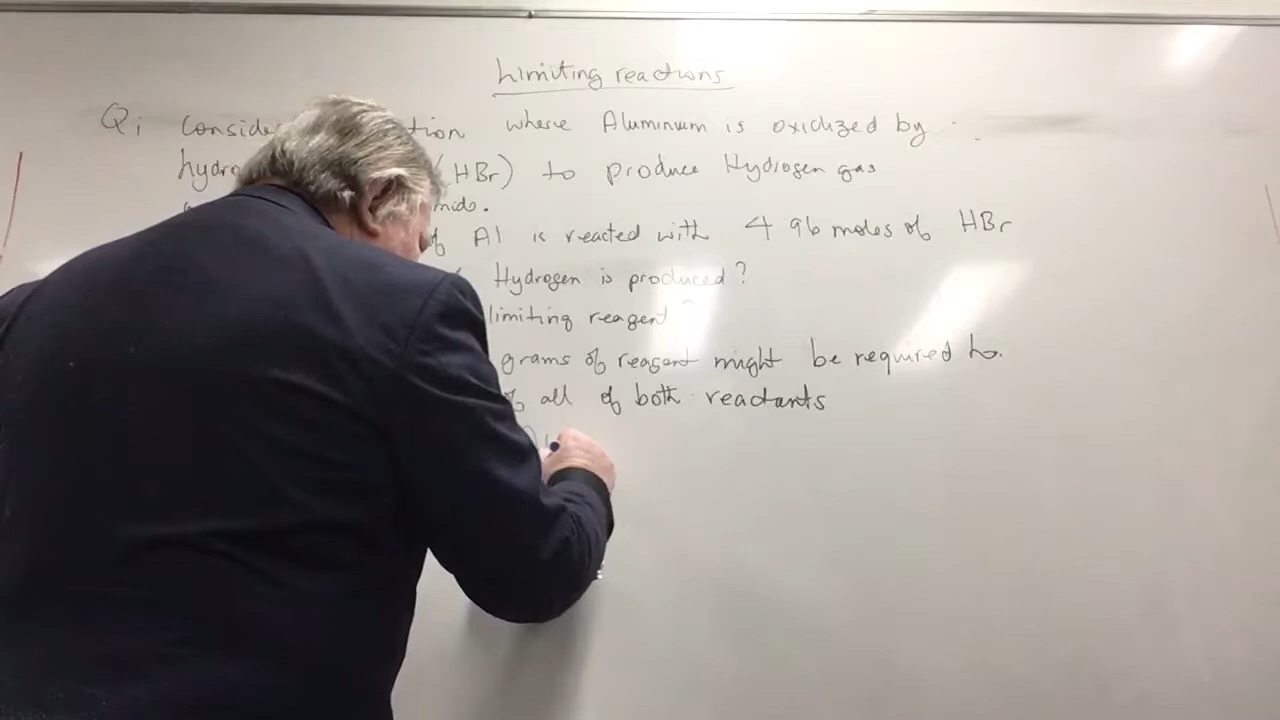 Limiting reactions
Q; Conside tion where Aluminum is oxidized by
hydro (HBr) to produce Hydrogen gas
mide.
of Al is reacted with 4 96 moles of HBr
Hydrogen is produced?
limiting reagent
grams of reagent might be required to
of all of both reactants